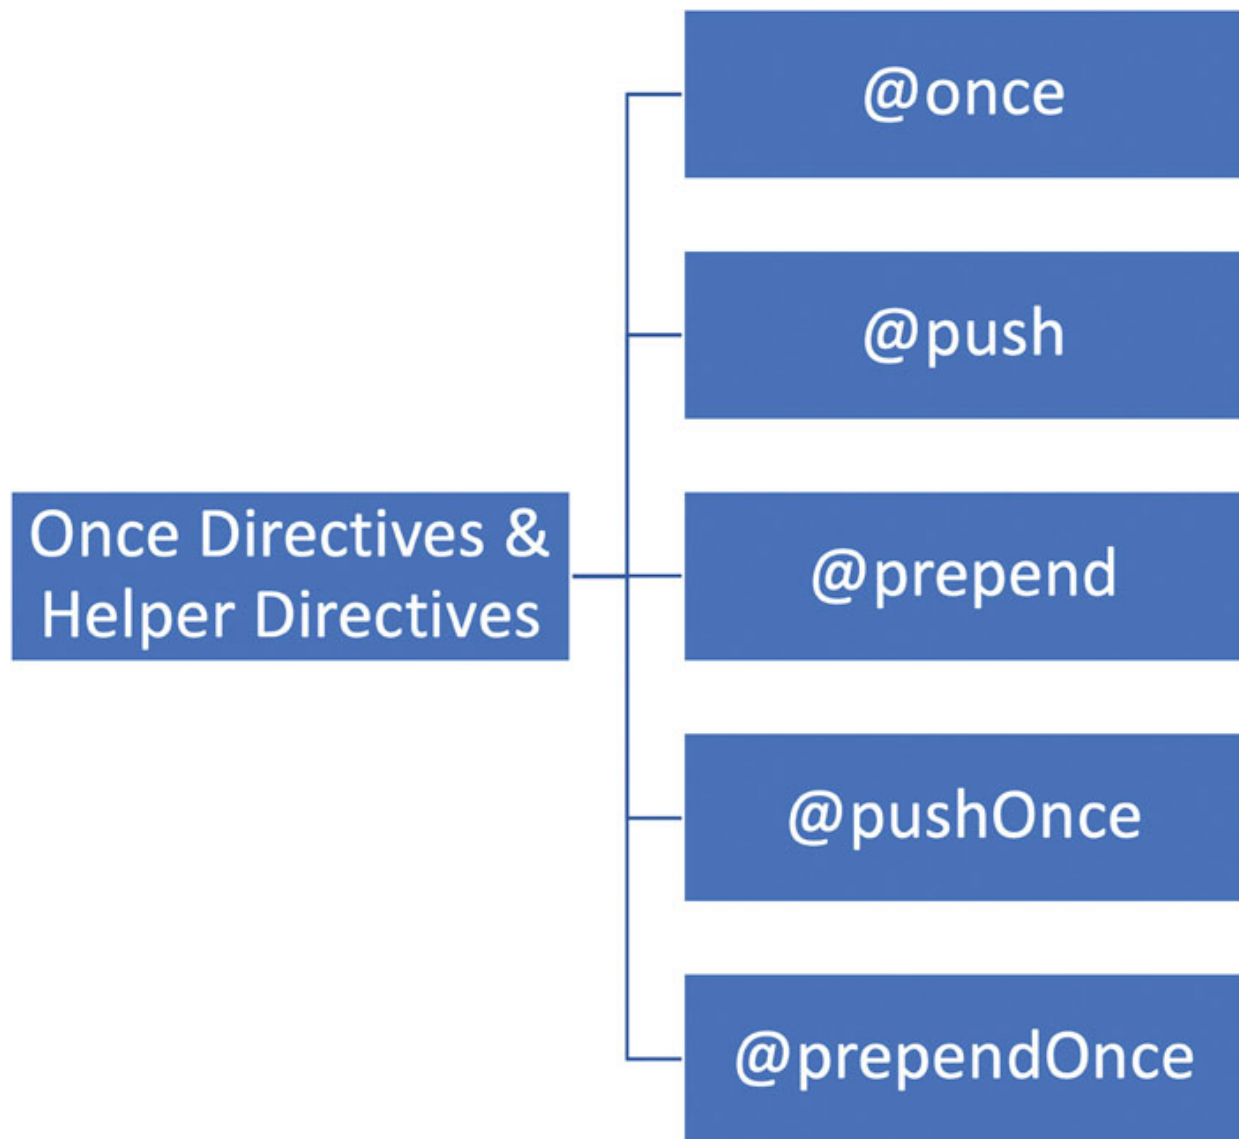 @once
@push
Once Directives &
Helper Directives
@prepend
@pushOnce
@prependOnce